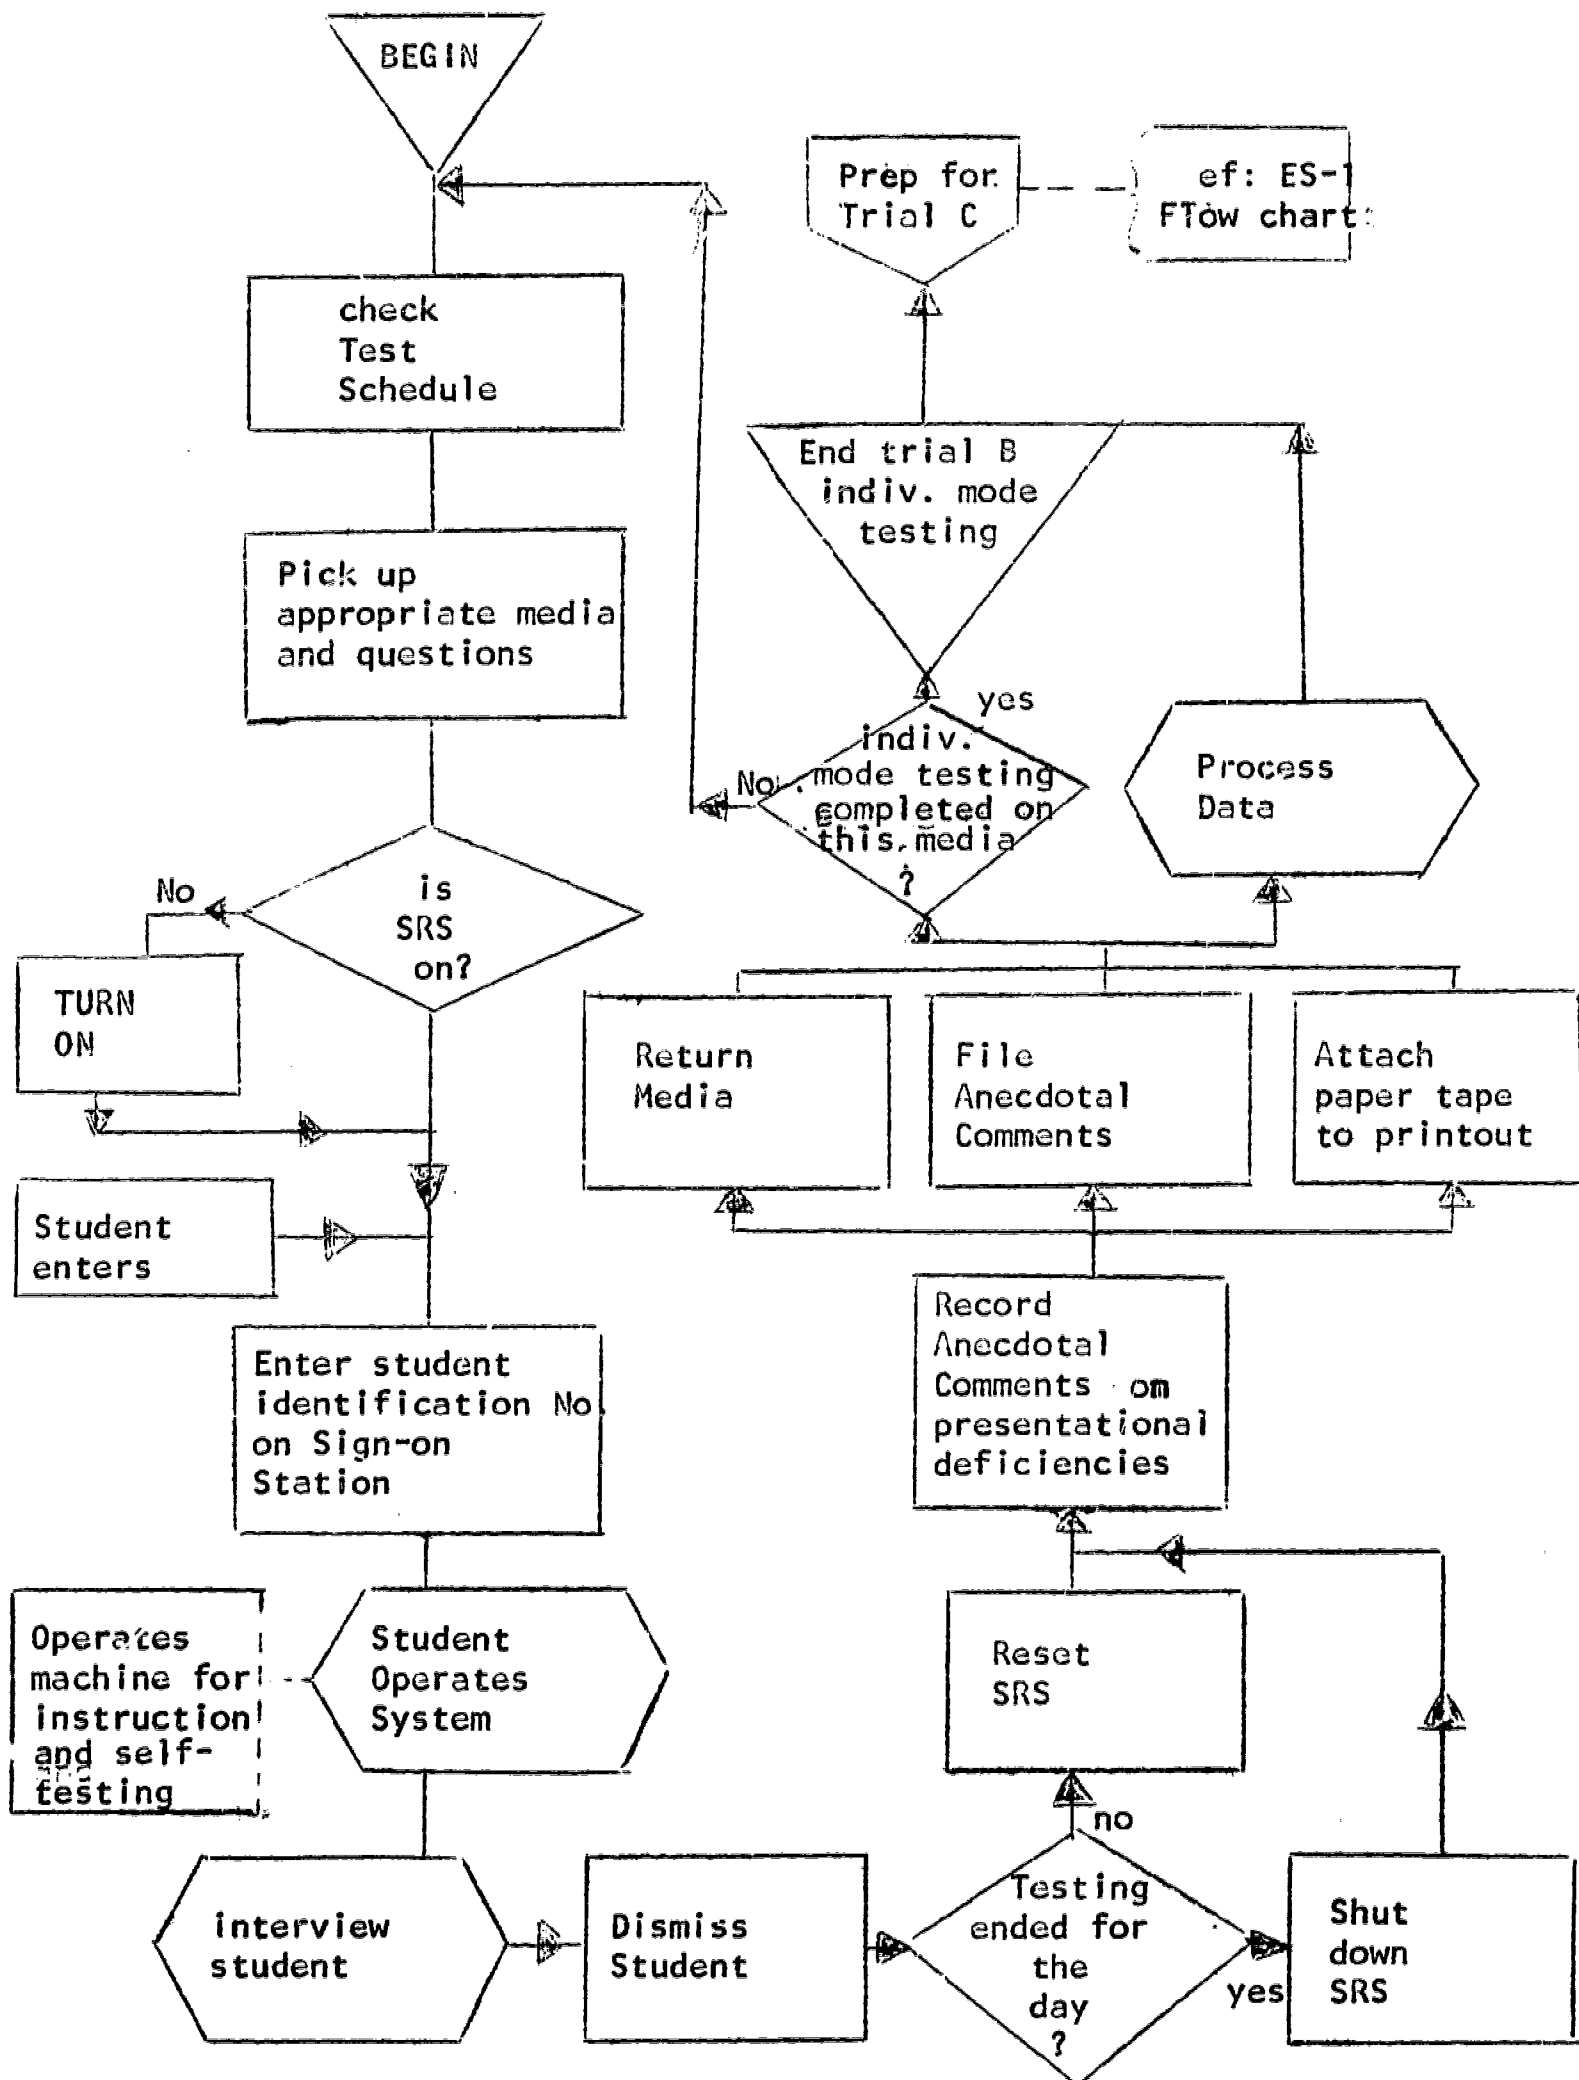 BEGIN
check
Test
Schedule
Pick up
appropriate media
and questions
is
SRS
on?
No
TURN
ON
Student
enters
Enter student
identification No
on Sign-on
Station
Operates
machine for
instruction
and self-
testing
Student
Operates
System
interview
student
Dismiss
Student
Testing
ended for
the
day
?
no
yes
Shut
down
SRS
Reset
SRS
Record
Anecdotal
Comments om
presentational
deficiencies
Return
Media
File
Anecdotal
Comments
Attach
paper tape
to printout
indiv.
mode testing
completed on
this media
?
No
yes
Process
Data
End trial B
indiv. mode
testing
Prep for
Trial C
ef: ES-1
Flow chart